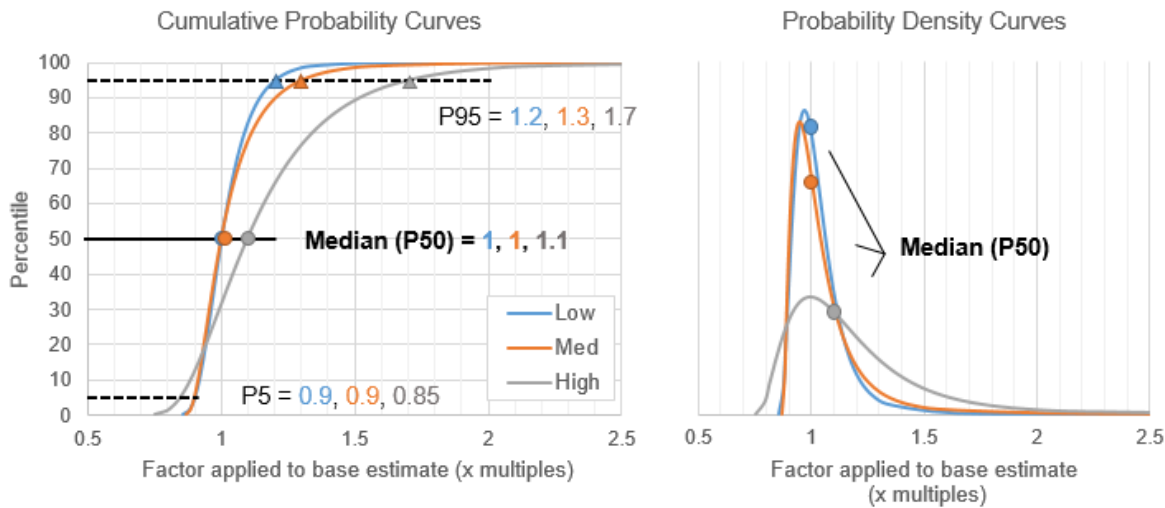 Cumulative Probability Curves
100
90
80
70
60
50
40
30
20
10
0
Percentile
P95 = 1.2, 1.3, 1.7
Median (P50) = 1, 1, 1.1
Low
Med
High
P5 = 0.9, 0.9, 0.85
0.5 1 1.5 2 2.5
Factor applied to base estimate (x multiples)
Probability Density Curves
Median (P50)
0.5 1 1.5 2 2.5
Factor applied to base estimate
(x multiples)